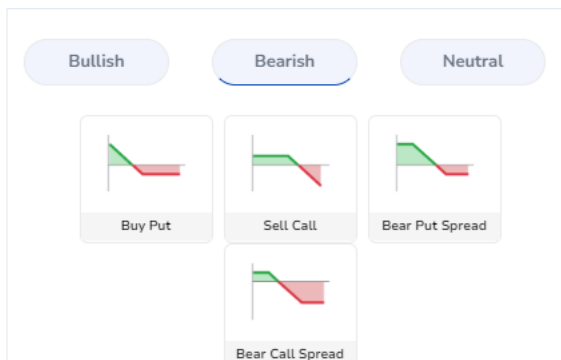 Bullish
Bearish
Neutral
Buy Put
Sell Call
Bear Put Spread
Bear Call Spread